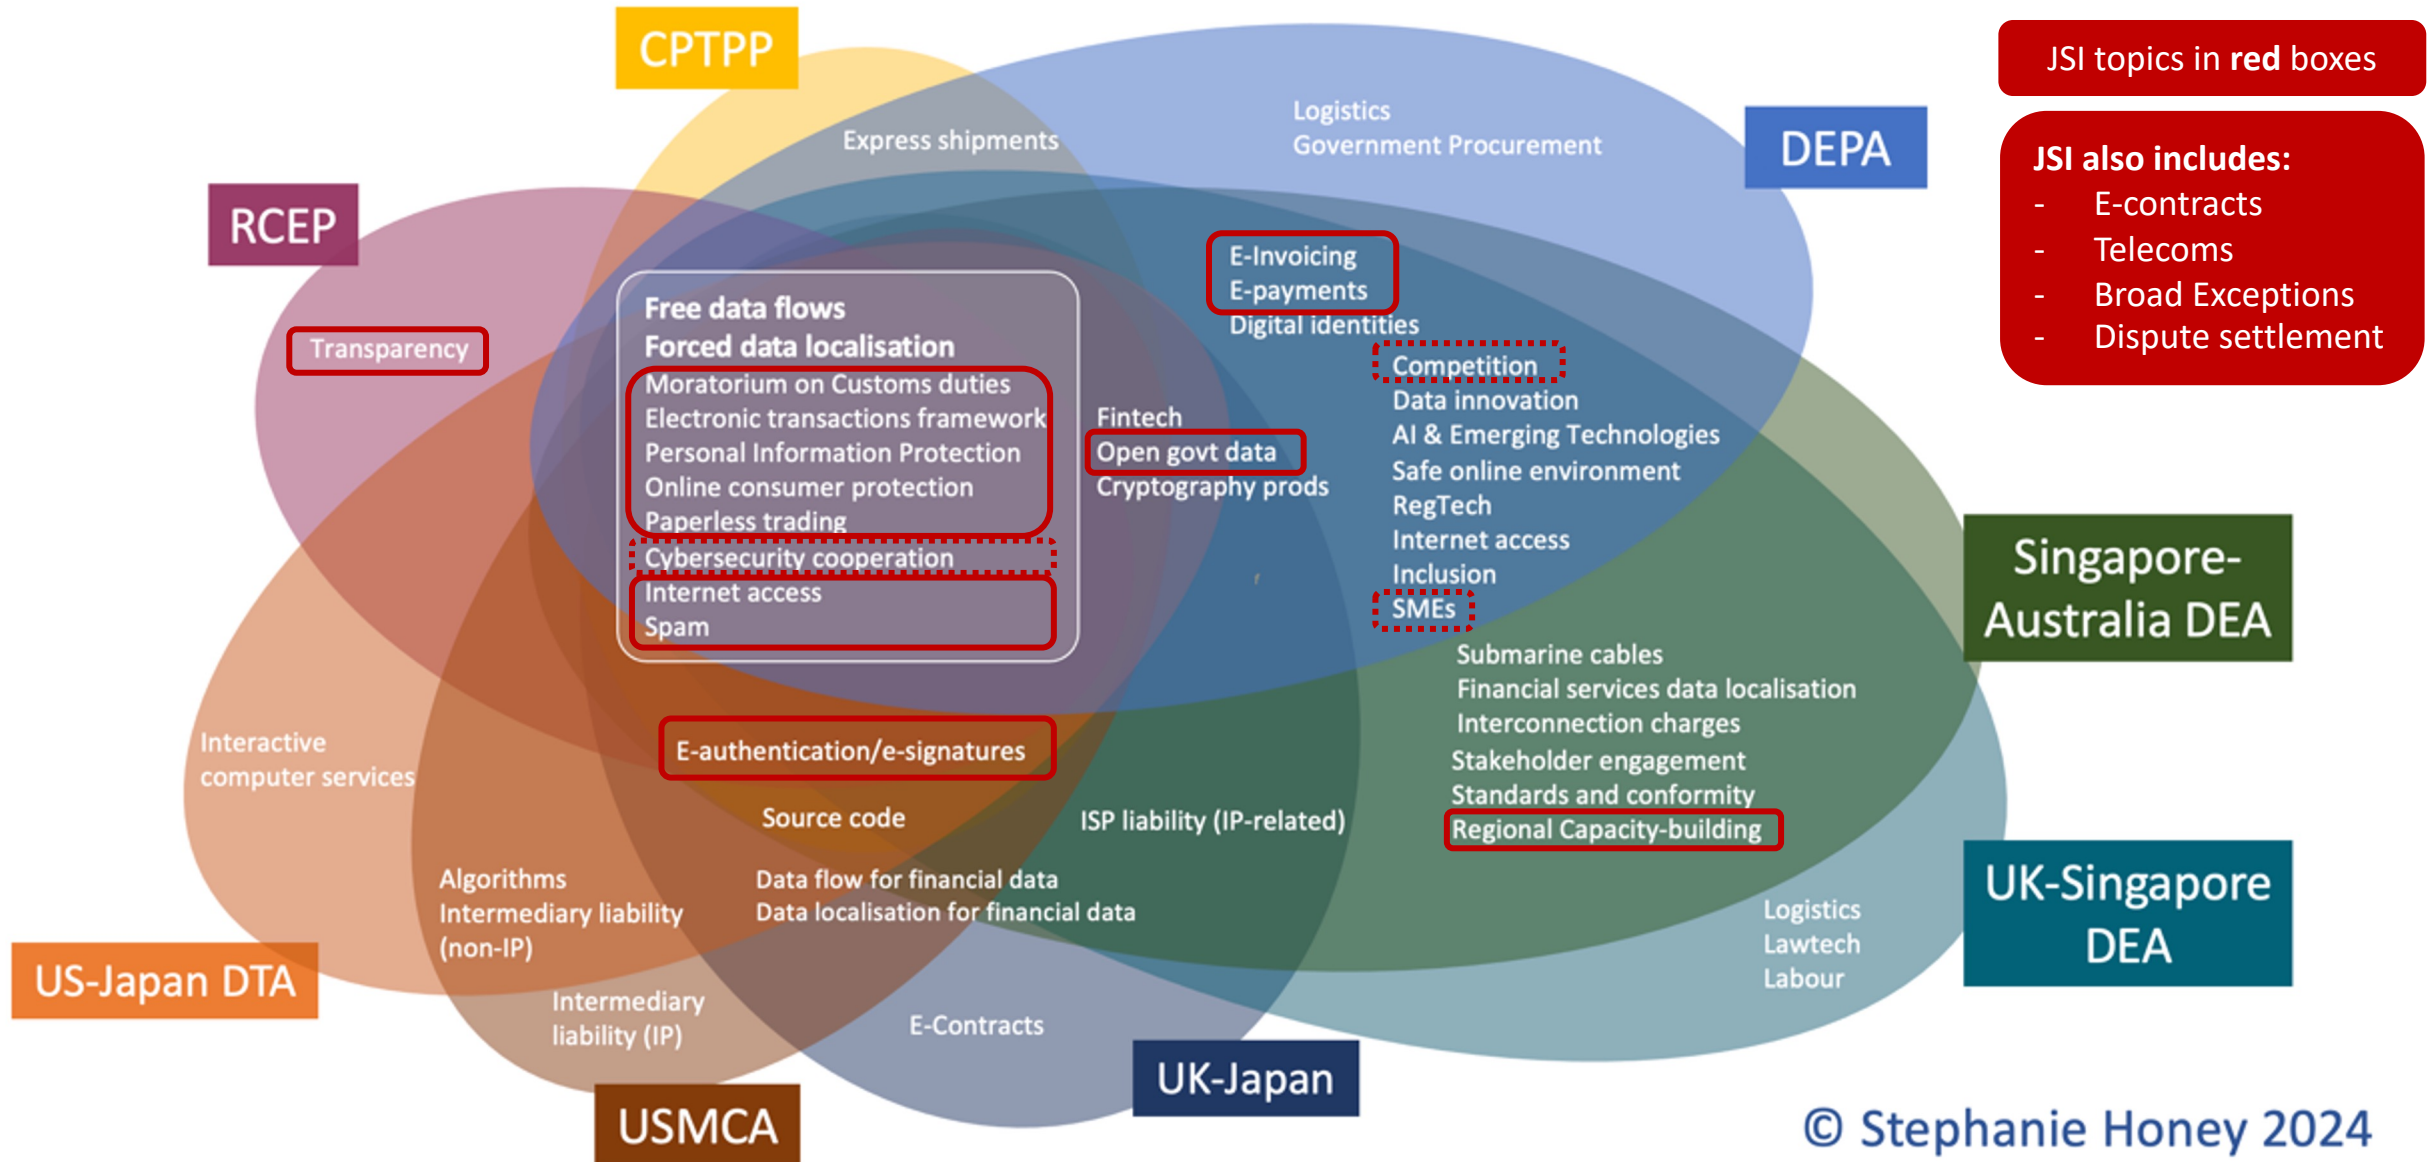 CPTPP
JSI topics in red boxes
Logistics
Government Procurement
Express shipments
DEPA
JSI also includes:
- E-contracts
- Telecoms
- Broad Exceptions
- Dispute settlement
RCEP
E-Invoicing
E-payments
Digital identities
Transparency
Free data flows
Forced data localisation
Moratorium on Customs duties
Electronic transactions framework
Personal Information Protection
Online consumer protection
Paperless trading
Cybersecurity cooperation
Internet access
Spam
Fintech
Open govt data
Cryptography prods
Competition
Data innovation
AI & Emerging Technologies
Safe online environment
RegTech
Internet access
Inclusion
SMEs
Singapore-
Australia DEA
Submarine cables
Financial services data localisation
Interconnection charges
Stakeholder engagement
Standards and conformity
Regional Capacity-building
Interactive
computer services
E-authentication/e-signatures
Source code
ISP liability (IP-related)
Algorithms
Intermediary liability
(non-IP)
Data flow for financial data
Data localisation for financial data
UK-Singapore
DEA
Logistics
Lawtech
Labour
US-Japan DTA
Intermediary
liability (IP)
E-Contracts
UK-Japan
USMCA
© Stephanie Honey 2024